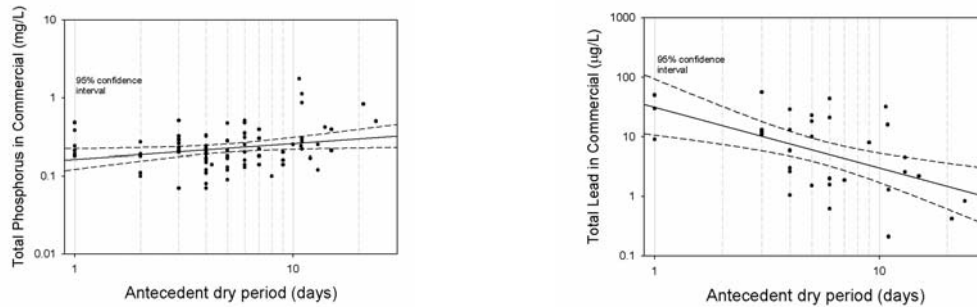 Total Phosphorus in Commercial (mg/L)
10
1
0.1
0.01
95% confidence
interval
1
10
Antecedent dry period (days)
Total Lead in Commercial (µg/L)
1000
100
10
1
0.1
95% confidence
interval
1
10
Antecedent dry period (days)